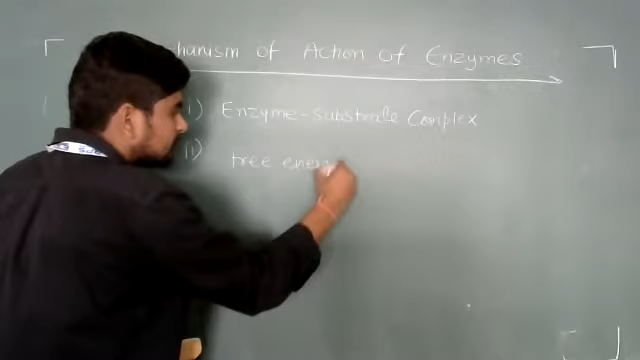 hanism of Action of Enzymes
i) Enzyme-substrate Complex
ii) free ener